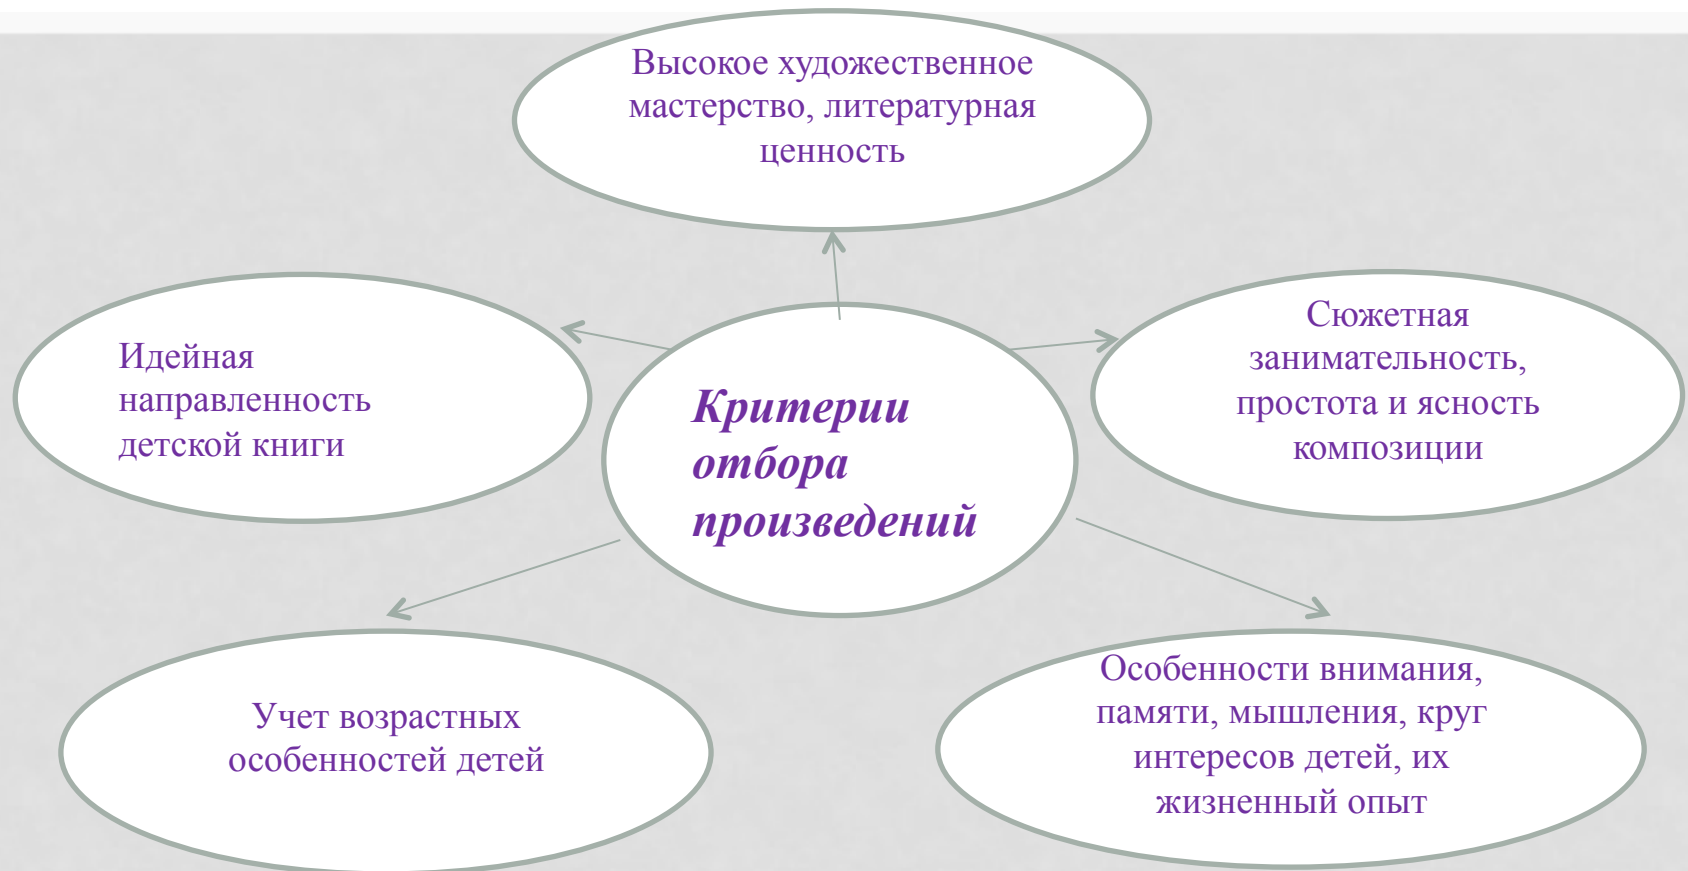 Высокое художественное
мастерство, литературная
ценность
Идейная
направленность
детской книги
Критерии
отбора
произведений
Сюжетная
занимательность,
простота и ясность
композиции
Учет возрастных
особенностей детей
Особенности внимания,
памяти, мышления, круг
интересов детей, их
жизненный опыт